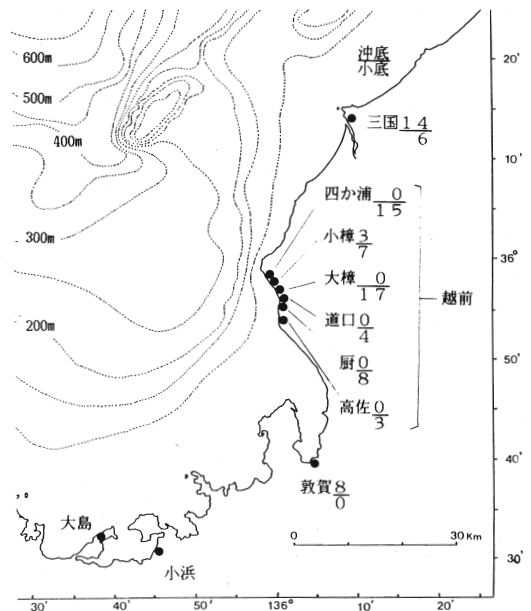 600m
500m
400m
300m
200m
沖底
小底
三国 14/6
四か浦 0/15
小樟 3/7
大樟 0/17
道口 0/4
厨 0/8
高佐 0/3
越前
敦賀 8/0
大島
小浜
20'
10'
36°
50'
40'
30'
0 30Km
30' 40' 50' 136° 10' 20'